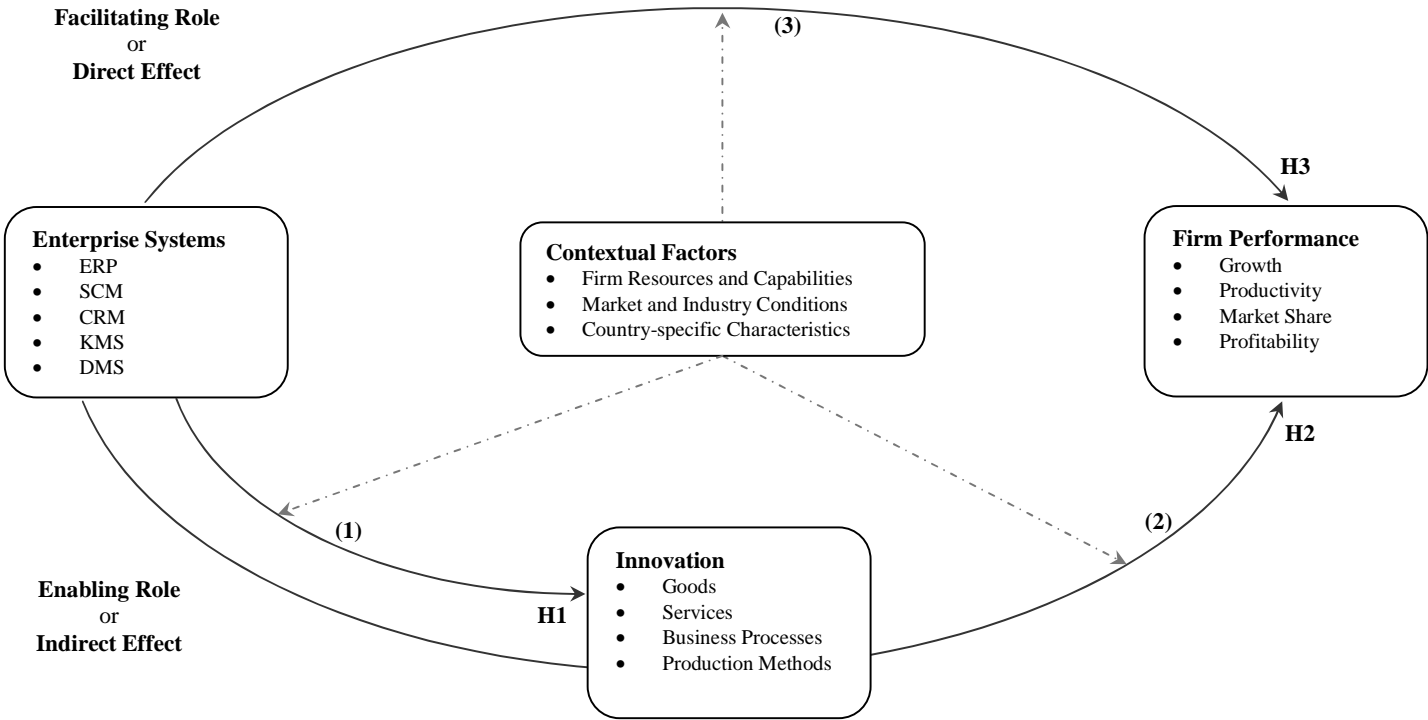 Facilitating Role
or
Direct Effect
(3)
H3
Enterprise Systems
• ERP
• SCM
• CRM
• KMS
• DMS
Contextual Factors
• Firm Resources and Capabilities
• Market and Industry Conditions
• Country-specific Characteristics
Firm Performance
• Growth
• Productivity
• Market Share
• Profitability
H2
(1)
(2)
Enabling Role
or
Indirect Effect
H1
Innovation
• Goods
• Services
• Business Processes
• Production Methods